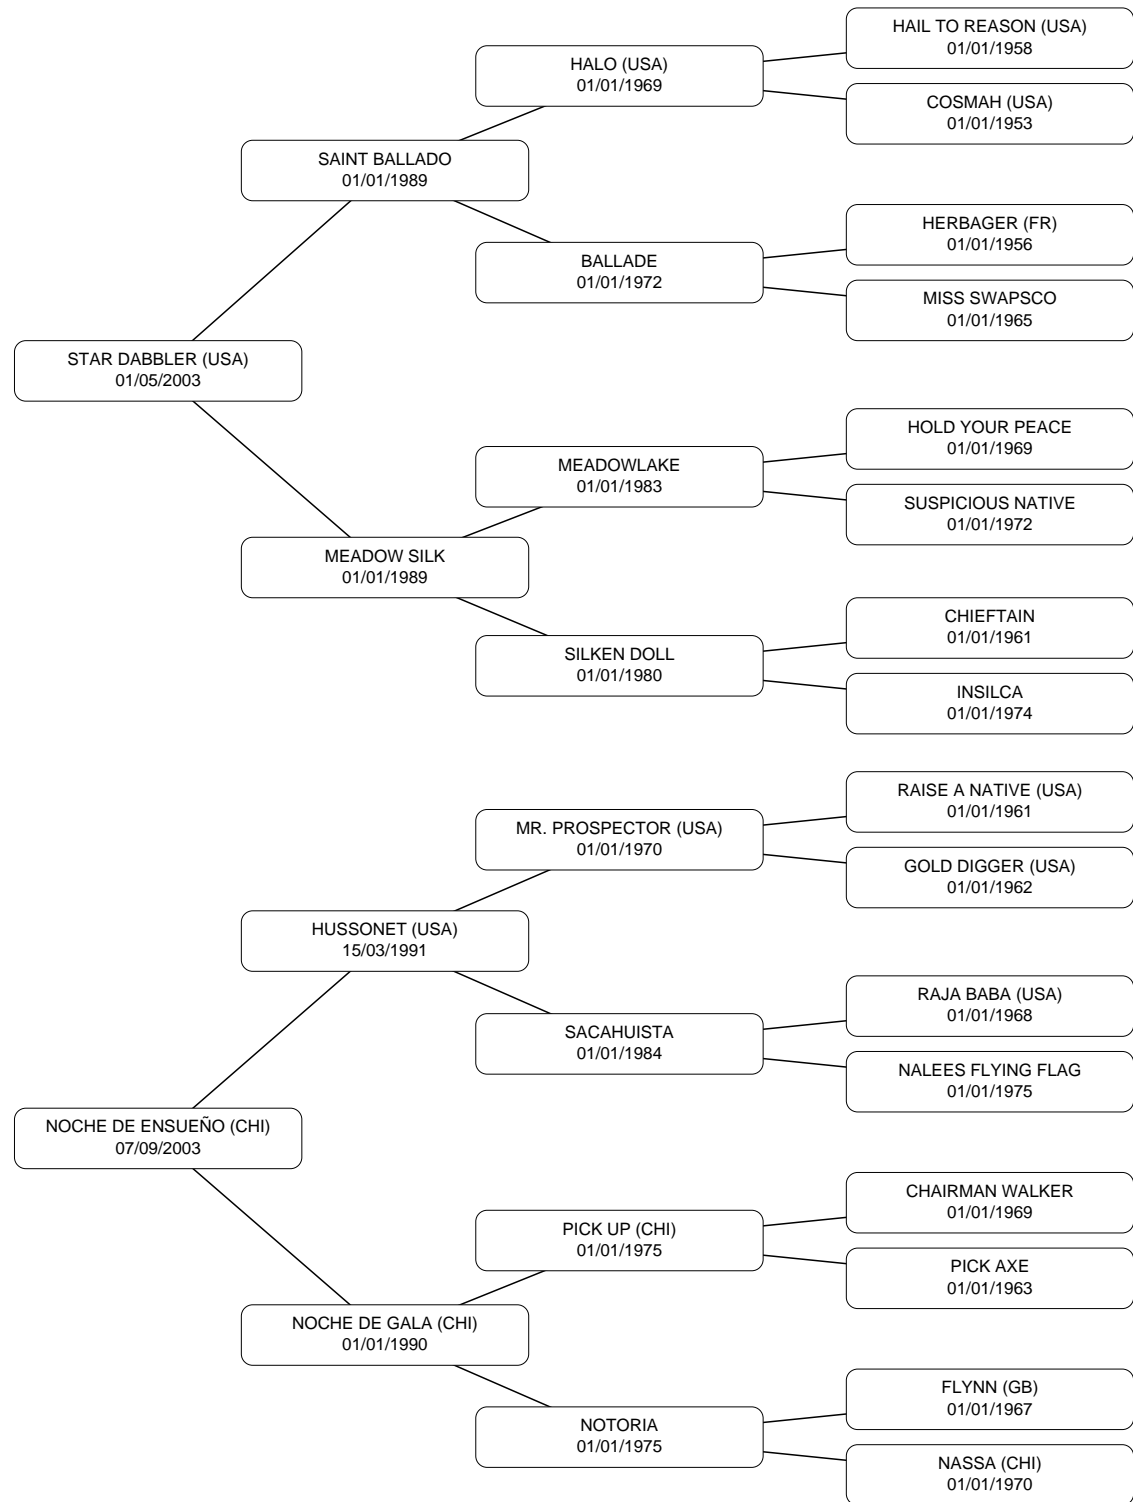 HAIL TO REASON (USA)
01/01/1958
HALO (USA)
01/01/1969
COSMAH (USA)
01/01/1953
SAINT BALLADO
01/01/1989
HERBAGER (FR)
01/01/1956
BALLADE
01/01/1972
MISS SWAPSCO
01/01/1965
STAR DABBLER (USA)
01/05/2003
HOLD YOUR PEACE
01/01/1969
MEADOWLAKE
01/01/1983
SUSPICIOUS NATIVE
01/01/1972
MEADOW SILK
01/01/1989
CHIEFTAIN
01/01/1961
SILKEN DOLL
01/01/1980
INSILCA
01/01/1974
RAISE A NATIVE (USA)
01/01/1961
MR. PROSPECTOR (USA)
01/01/1970
GOLD DIGGER (USA)
01/01/1962
HUSSONET (USA)
15/03/1991
RAJA BABA (USA)
01/01/1968
SACAHUISTA
01/01/1984
NALEES FLYING FLAG
01/01/1975
NOCHE DE ENSUEÑO (CHI)
07/09/2003
CHAIRMAN WALKER
01/01/1969
PICK UP (CHI)
01/01/1975
PICK AXE
01/01/1963
NOCHE DE GALA (CHI)
01/01/1990
FLYNN (GB)
01/01/1967
NOTORIA
01/01/1975
NASSA (CHI)
01/01/1970